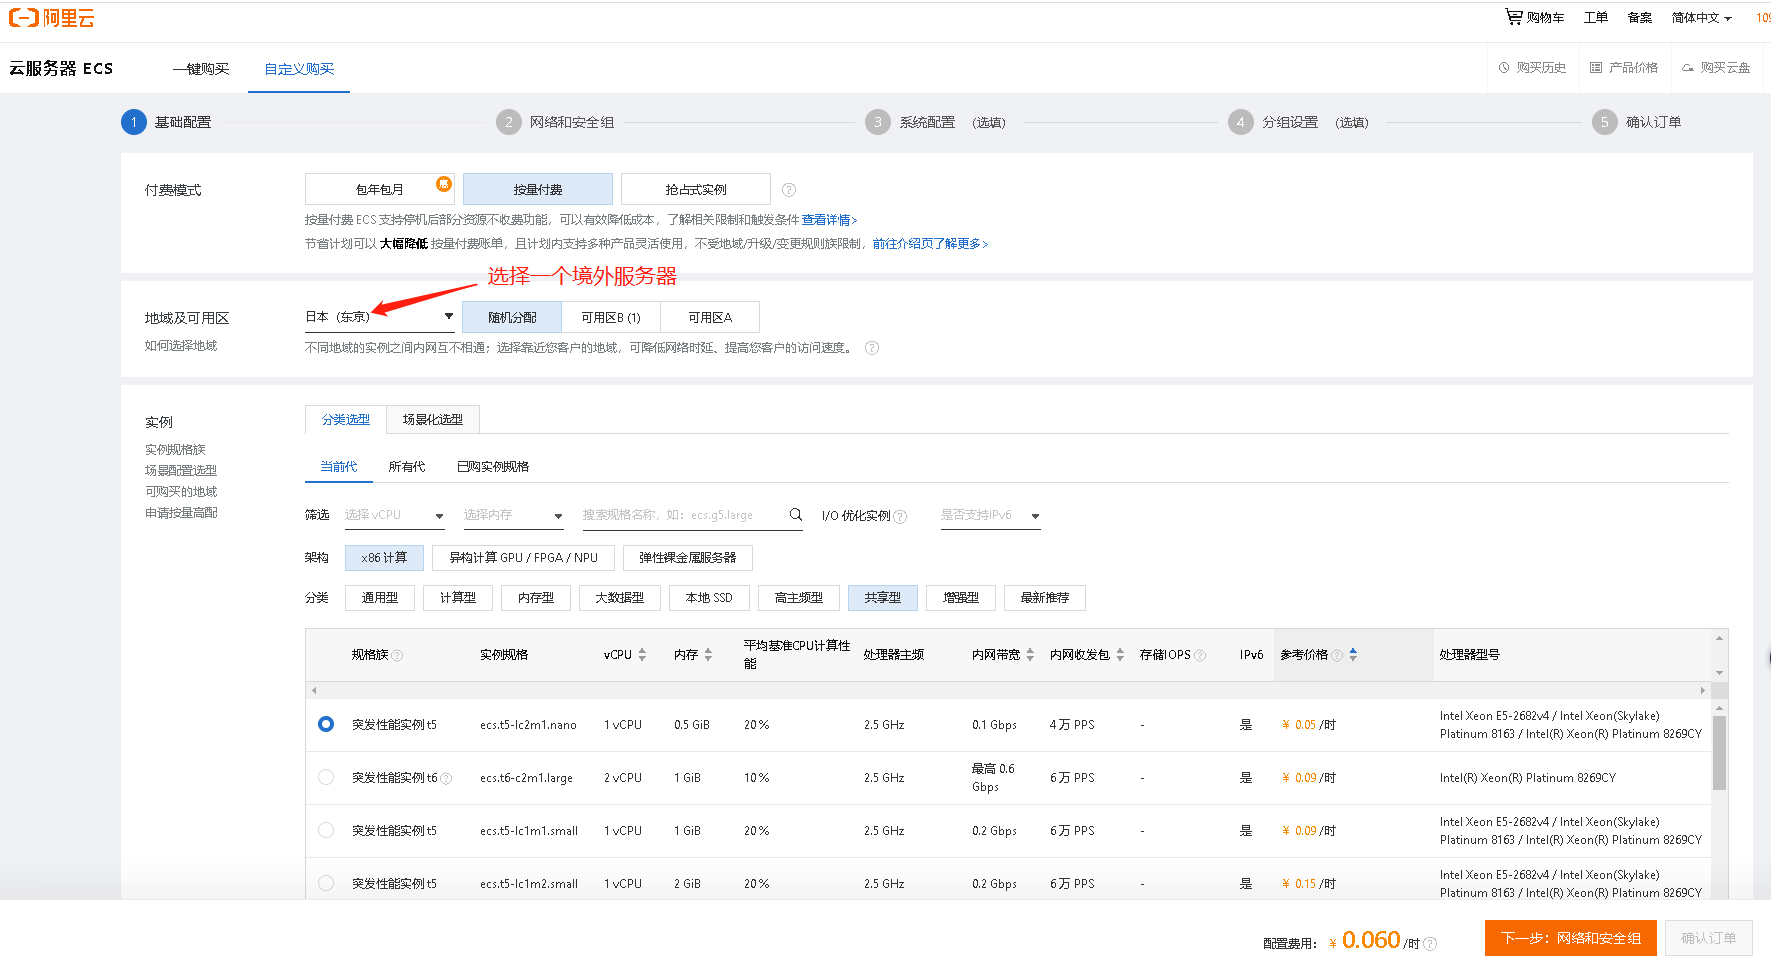 阿里云
购物车 工单 备案 简体中文
云服务器 ECS 一键购买 自定义购买 购买历史 产品价格 购买云盘
1 基础配置 2 网络和安全组 3 系统配置 (选填) 4 分组设置 (选填) 5 确认订单
付费模式 包年包月 惠 按量付费 抢占式实例 ?
按量付费 ECS 支持停机后部分资源不收费功能，可以有效降低成本，了解相关限制和触发条件 查看详情>
节省计划可以 大幅降低 按量付费账单，且计划内支持多种产品灵活使用，不受地域/升级/变更规则族限制，前往介绍页了解更多>
选择一个境外服务器
地域及可用区 日本（东京） 随机分配 可用区B (1) 可用区A
如何选择地域 不同地域的实例之间内网互不相通；选择靠近您客户的地域，可降低网络时延、提高您客户的访问速度。 ?
实例 分类选型 场景化选型
实例规格族
场景配置选型 当前代 所有代 已购实例规格
可购买的地域
申请按量高配
筛选 选择 vCPU 选择内存 搜索规格名称，如：ecs.g5.large I/O 优化实例 ? 是否支持IPv6
架构 x86 计算 异构计算 GPU / FPGA / NPU 弹性裸金属服务器
分类 通用型 计算型 内存型 大数据型 本地 SSD 高主频型 共享型 增强型 最新推荐
规格族 ? 实例规格 vCPU 内存 平均基准CPU计算性能 处理器主频 内网带宽 内网收发包 存储IOPS ? IPv6 参考价格 ? 处理器型号
突发性能实例 t5 ecs.t5-lc2m1.nano 1 vCPU 0.5 GiB 20% 2.5 GHz 0.1 Gbps 4 万 PPS - 是 ¥ 0.05 /时 Intel Xeon E5-2682v4 / Intel Xeon(Skylake) Platinum 8163 / Intel(R) Xeon(R) Platinum 8269CY
突发性能实例 t6 ? ecs.t6-c2m1.large 2 vCPU 1 GiB 10% 2.5 GHz 最高 0.6 Gbps 6 万 PPS - 是 ¥ 0.09 /时 Intel(R) Xeon(R) Platinum 8269CY
突发性能实例 t5 ecs.t5-lc1m1.small 1 vCPU 1 GiB 20% 2.5 GHz 0.2 Gbps 6 万 PPS - 是 ¥ 0.09 /时 Intel Xeon E5-2682v4 / Intel Xeon(Skylake) Platinum 8163 / Intel(R) Xeon(R) Platinum 8269CY
突发性能实例 t5 ecs.t5-lc1m2.small 1 vCPU 2 GiB 20% 2.5 GHz 0.2 Gbps 6 万 PPS - 是 ¥ 0.15 /时 Intel Xeon E5-2682v4 / Intel Xeon(Skylake) Platinum 8163 / Intel(R) Xeon(R) Platinum 8269CY
配置费用： ¥ 0.060 /时 ? 下一步：网络和安全组 确认订单